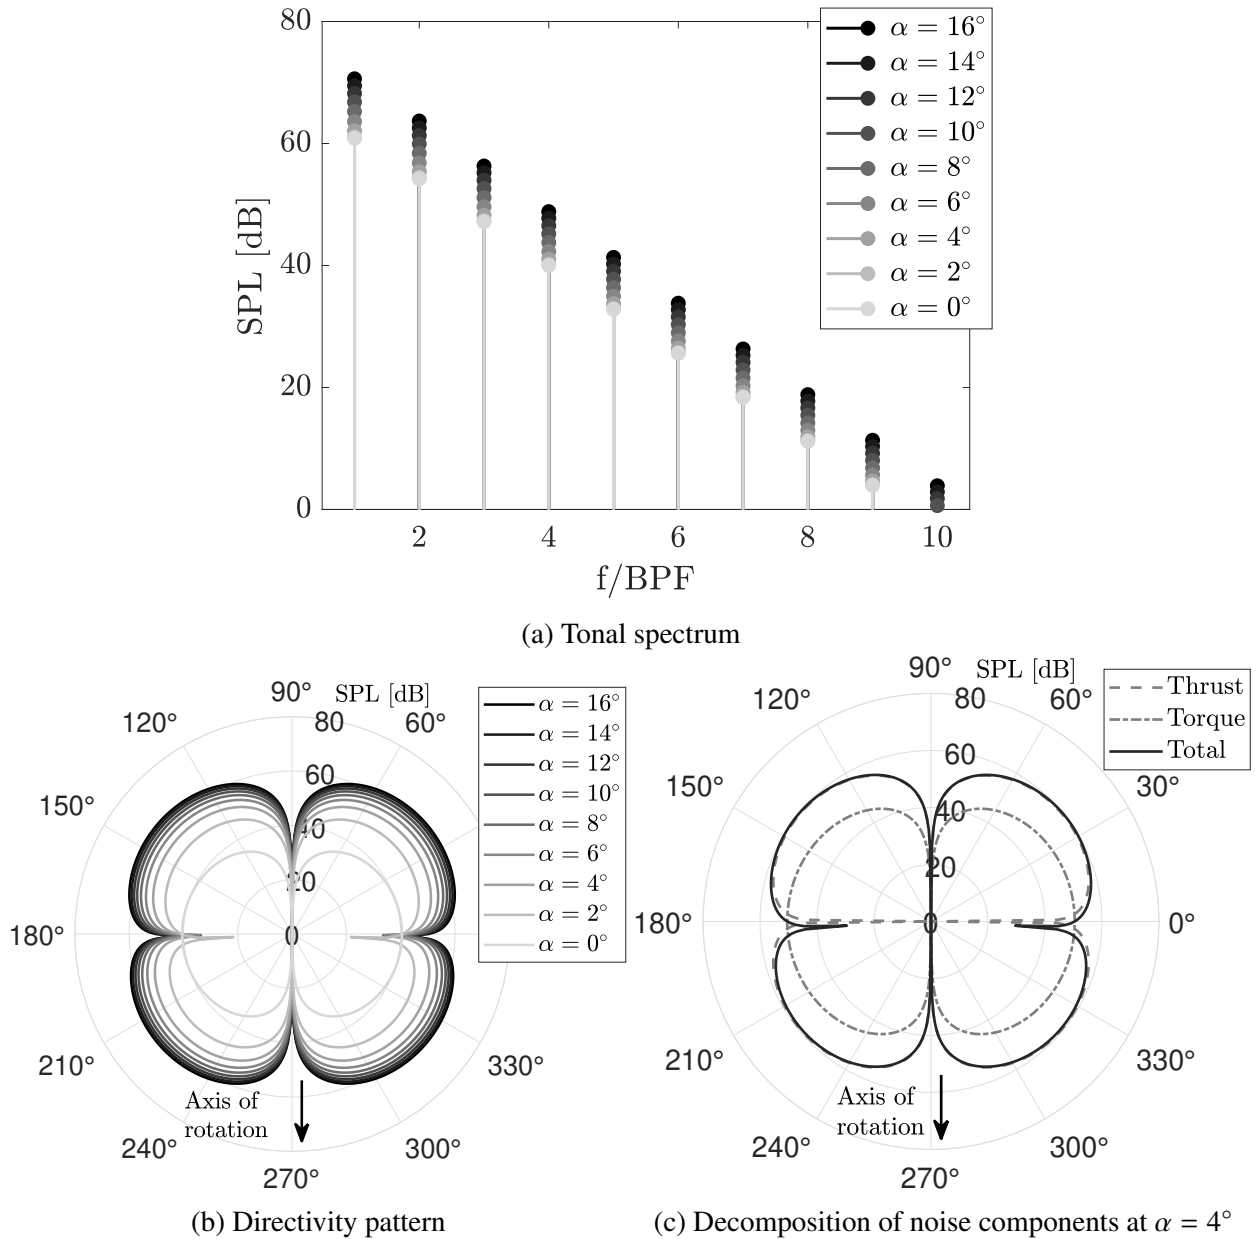 80
60
40
20
0
SPL [dB]
2
4
6
8
10
f/BPF
α = 16°
α = 14°
α = 12°
α = 10°
α = 8°
α = 6°
α = 4°
α = 2°
α = 0°
(a) Tonal spectrum
90°
SPL [dB]
120°
80
60°
150°
60
40
20
180°
0
210°
330°
Axis of
rotation
240°
300°
270°
α = 16°
α = 14°
α = 12°
α = 10°
α = 8°
α = 6°
α = 4°
α = 2°
α = 0°
(b) Directivity pattern
90°
SPL [dB]
120°
80
60°
Thrust
Torque
Total
150°
60
30°
40
20
180°
0
0°
210°
330°
Axis of
rotation
240°
300°
270°
(c) Decomposition of noise components at α = 4°